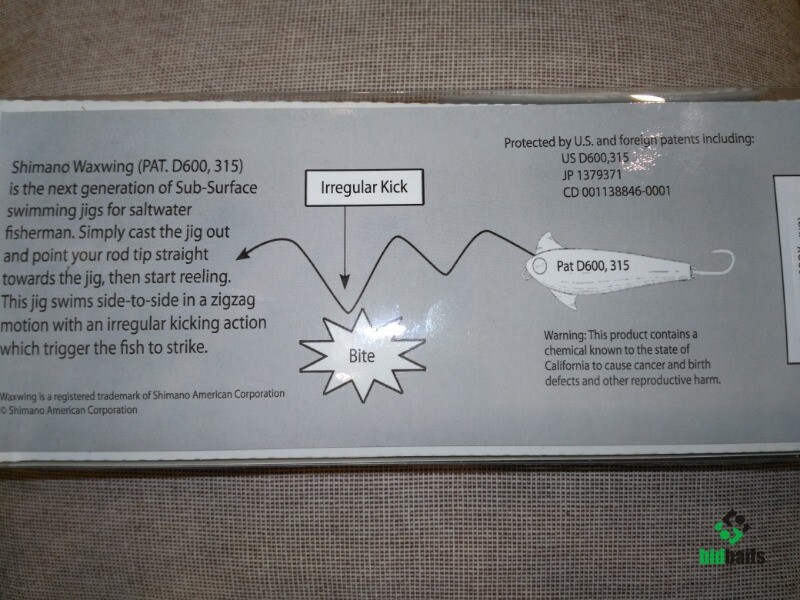 Shimano Waxwing (PAT. D600, 315)
is the next generation of Sub-Surface
swimming jigs for saltwater
fisherman. Simply cast the jig out
and point your rod tip straight
towards the jig, then start reeling.
This jig swims side-to-side in a zigzag
motion with an irregular kicking action
which trigger the fish to strike.
Waxwing is a registered trademark of Shimano American Corporation
© Shimano American Corporation
Irregular Kick
Bite
Protected by U.S. and foreign patents including:
US D600,315
JP 1379371
CD 001138846-0001
Pat D600, 315
Warning: This product contains a
chemical known to the state of
California to cause cancer and birth
defects and other reproductive harm.
bidbaits